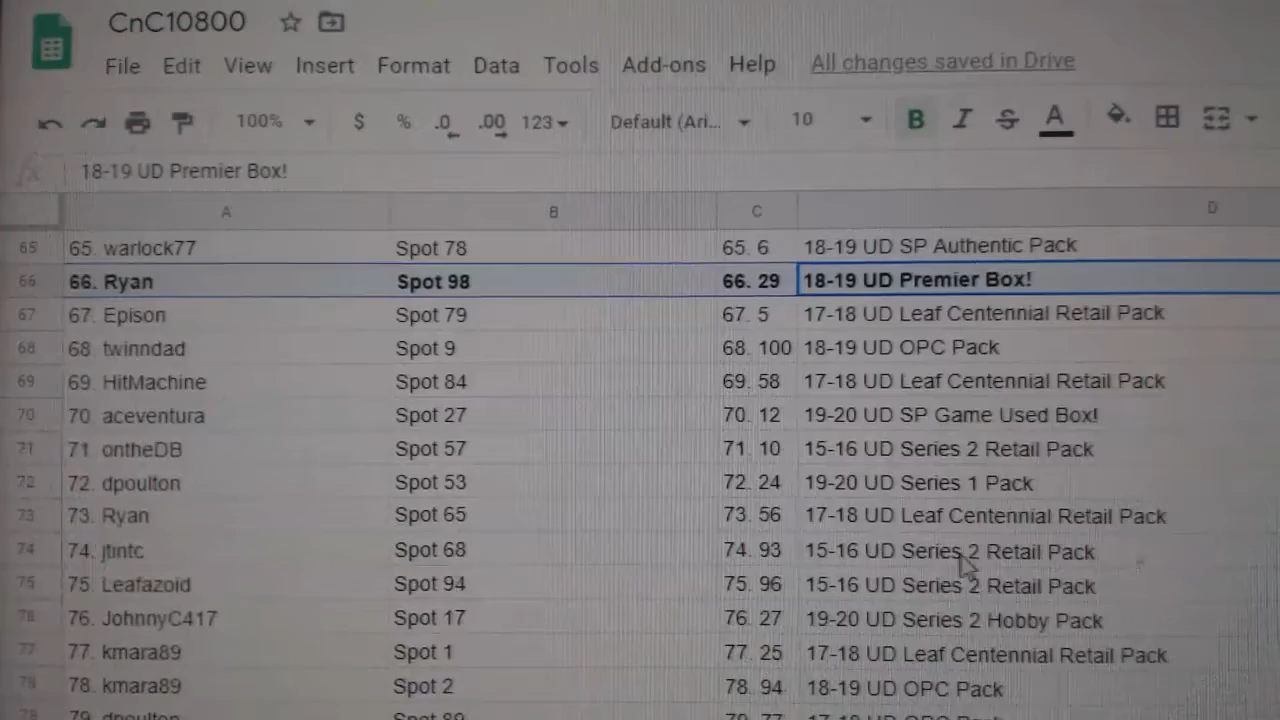 CnC10800
File Edit View Insert Format Data Tools Add-ons Help All changes saved in Drive
100% $ % .0 .00 123 Default (Ari... 10 B I S A
fx 18-19 UD Premier Box!
A B C D
65 65. warlock77 Spot 78 65. 6 18-19 UD SP Authentic Pack
66 66. Ryan Spot 98 66. 29 18-19 UD Premier Box!
67 67. Epison Spot 79 67. 5 17-18 UD Leaf Centennial Retail Pack
68 68. twinndad Spot 9 68. 100 18-19 UD OPC Pack
69 69. HitMachine Spot 84 69. 58 17-18 UD Leaf Centennial Retail Pack
70 70. aceventura Spot 27 70. 12 19-20 UD SP Game Used Box!
71 71. ontheDB Spot 57 71. 10 15-16 UD Series 2 Retail Pack
72 72. dpoulton Spot 53 72. 24 19-20 UD Series 1 Pack
73 73. Ryan Spot 65 73. 56 17-18 UD Leaf Centennial Retail Pack
74 74. jtintc Spot 68 74. 93 15-16 UD Series 2 Retail Pack
75 75. Leafazoid Spot 94 75. 96 15-16 UD Series 2 Retail Pack
76 76. JohnnyC417 Spot 17 76. 27 19-20 UD Series 2 Hobby Pack
77 77. kmara89 Spot 1 77. 25 17-18 UD Leaf Centennial Retail Pack
78 78. kmara89 Spot 2 78. 94 18-19 UD OPC Pack
79. dpoulton Spot